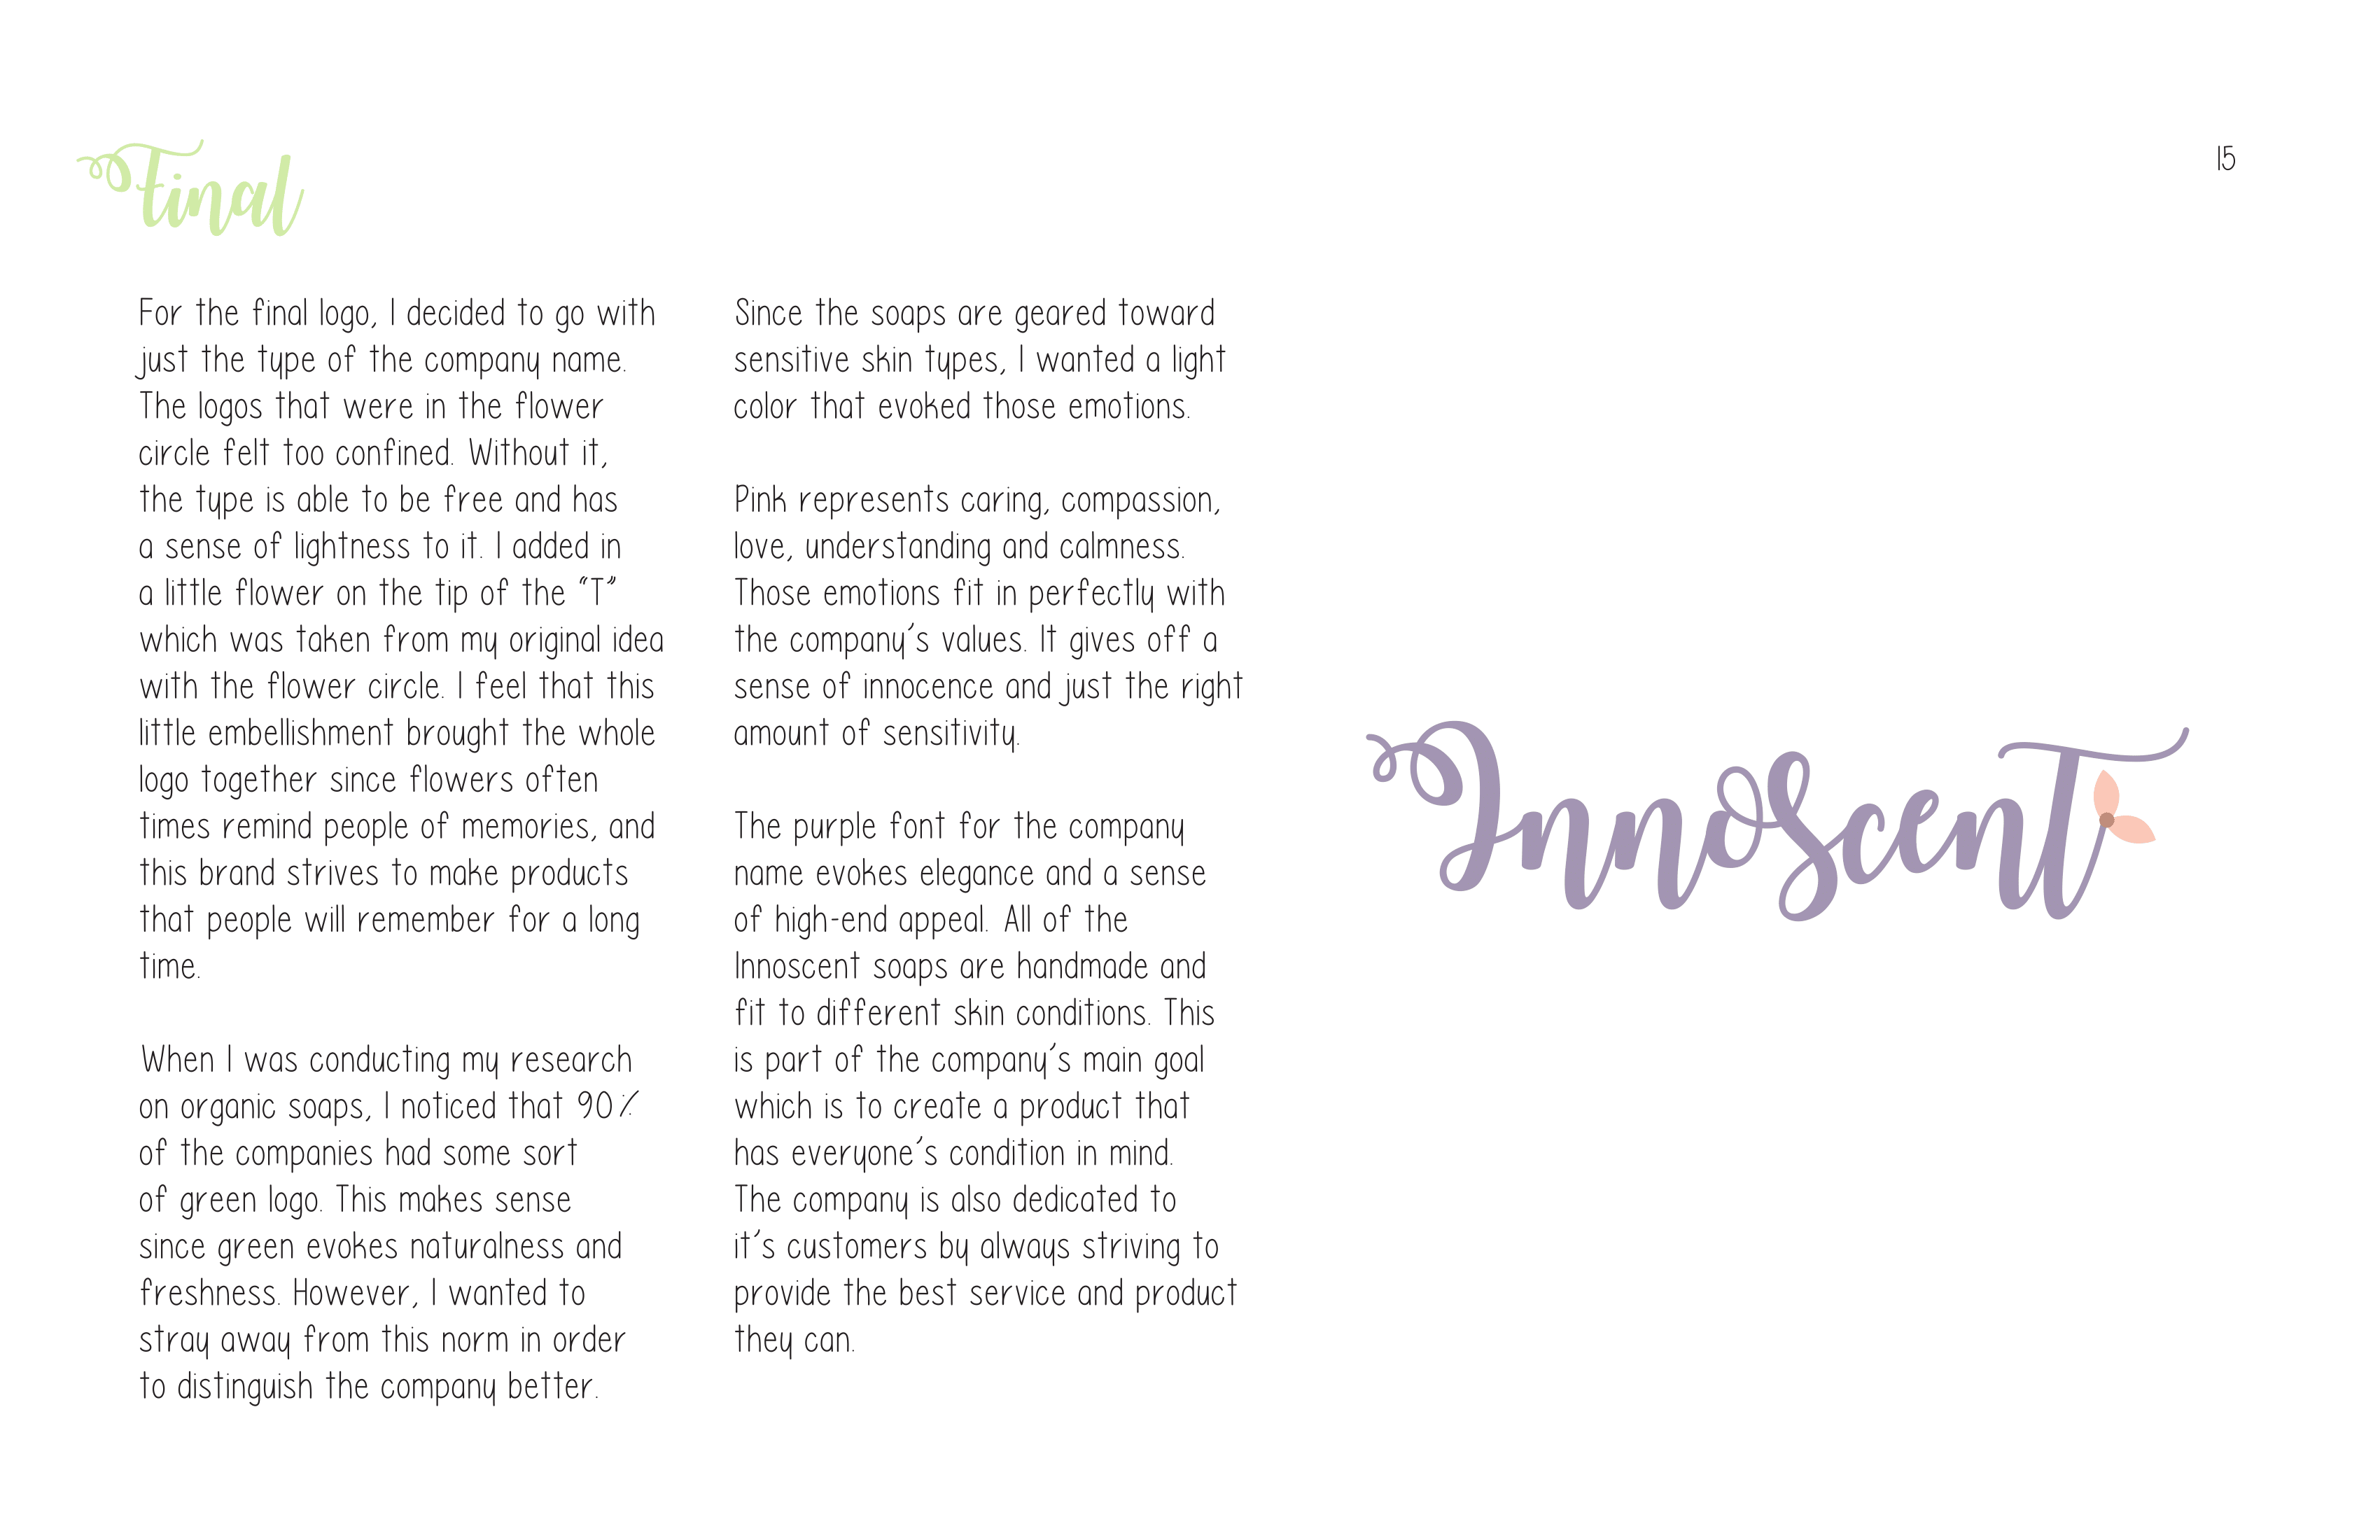 Final
15
For the final logo, I decided to go with
just the type of the company name.
The logos that were in the flower
circle felt too confined. Without it,
the type is able to be free and has
a sense of lightness to it. I added in
a little flower on the tip of the “T”
which was taken from my original idea
with the flower circle. I feel that this
little embellishment brought the whole
logo together since flowers often
times remind people of memories, and
this brand strives to make products
that people will remember for a long
time.
When I was conducting my research
on organic soaps, I noticed that 90%
of the companies had some sort
of green logo. This makes sense
since green evokes naturalness and
freshness. However, I wanted to
stray away from this norm in order
to distinguish the company better.
Since the soaps are geared toward
sensitive skin types, I wanted a light
color that evoked those emotions.
Pink represents caring, compassion,
love, understanding and calmness.
Those emotions fit in perfectly with
the company’s values. It gives off a
sense of innocence and just the right
amount of sensitivity.
The purple font for the company
name evokes elegance and a sense
of high-end appeal. All of the
Innoscent soaps are handmade and
fit to different skin conditions. This
is part of the company’s main goal
which is to create a product that
has everyone’s condition in mind.
The company is also dedicated to
it’s customers by always striving to
provide the best service and product
they can.
InnoScenT